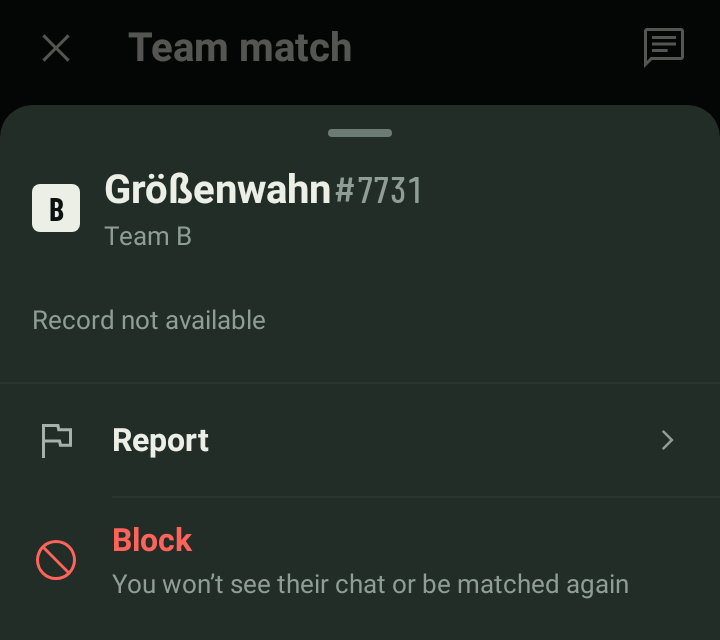 Team match
B
Größenwahn#7731
Team B
Record not available
Report
Block
You won’t see their chat or be matched again